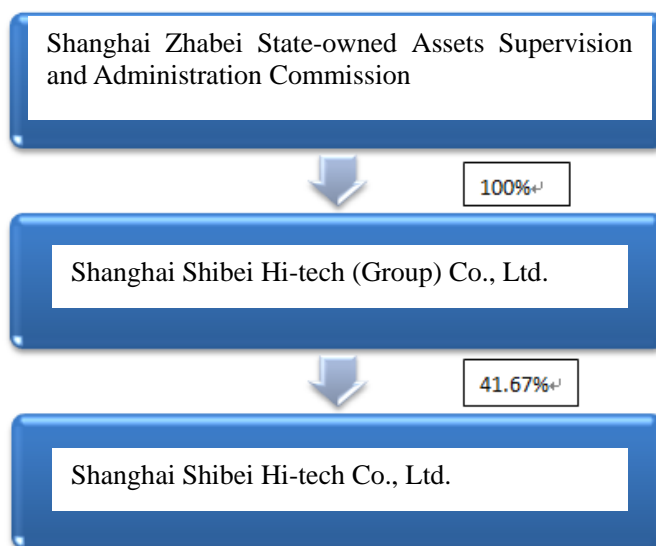 Shanghai Zhabei State-owned Assets Supervision
and Administration Commission
100%↵
Shanghai Shibei Hi-tech (Group) Co., Ltd.
41.67%↵
Shanghai Shibei Hi-tech Co., Ltd.